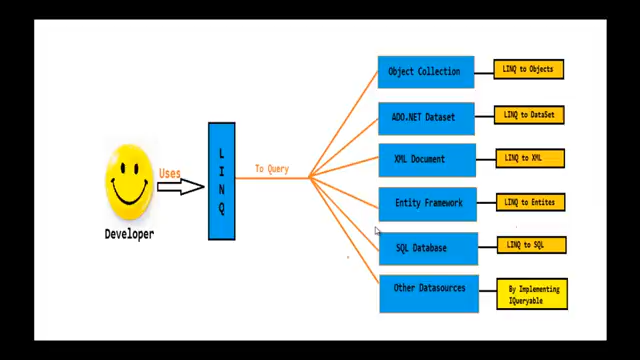 Object Collection
LINQ to Objects
ADO.NET Dataset
LINQ to DataSet
XML Document
LINQ to XML
Uses
L
I
N
Q
To Query
Entity Framework
LINQ to Entites
Developer
SQL Database
LINQ to SQL
Other Datasources
By Implementing
IQueryable